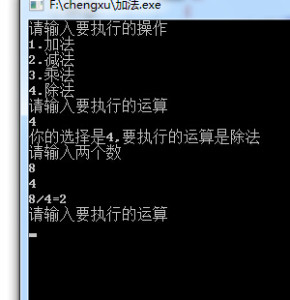 F:\chengxu\加法.exe
请输入要执行的操作
1.加法
2.减法
3.乘法
4.除法
请输入要执行的运算
4
你的选择是4,要执行的运算是除法
请输入两个数
8
4
8/4=2
请输入要执行的运算